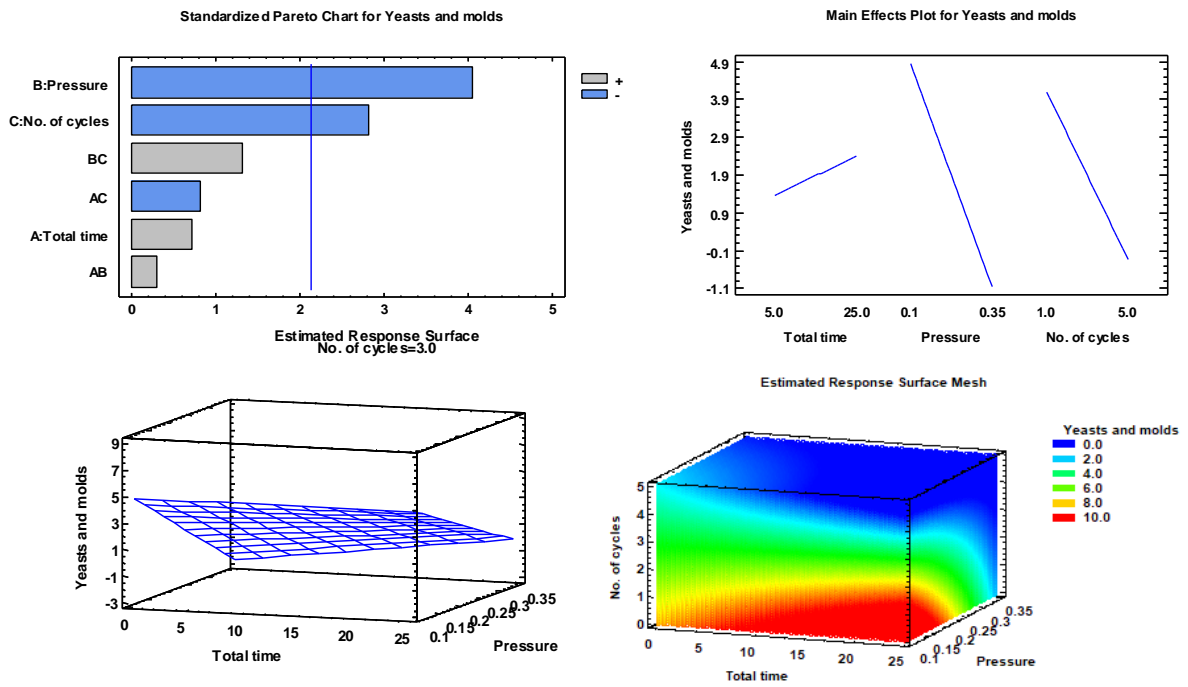 Standardized Pareto Chart for Yeasts and molds
B:Pressure
C:No. of cycles
BC
AC
A:Total time
AB
0 1 2 3 4 5
+
-
Main Effects Plot for Yeasts and molds
Yeasts and molds
4.9
3.9
2.9
1.9
0.9
-0.1
-1.1
5.0 25.0 0.1 0.35 1.0 5.0
Total time Pressure No. of cycles
Estimated Response Surface
No. of cycles=3.0
Yeasts and molds
9
7
5
3
1
-1
-3
0 5 10 15 20 25
Total time
0.1 0.15 0.2 0.25 0.3 0.35
Pressure
Estimated Response Surface Mesh
No. of cycles
5
4
3
2
1
0
0 5 10 15 20 25
Total time
0.1 0.15 0.2 0.25 0.3 0.35
Pressure
Yeasts and molds
0.0
2.0
4.0
6.0
8.0
10.0